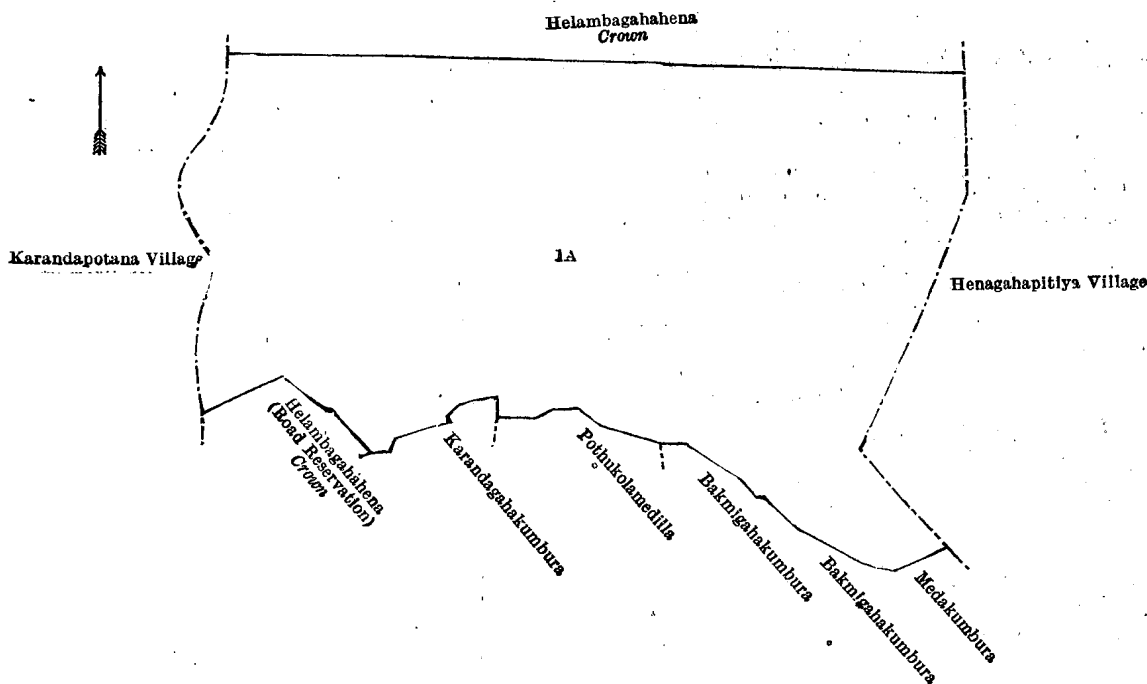 Helambagahahena
Crown
Karandapotana Village
1A
Henagahapitiya Village
Helambagahahena
(Road Reservation)
Crown
Karandagahakumbura
Pothukolamedilla
Bakmigahakumbura
Bakmigahakumbura
Medakumbura